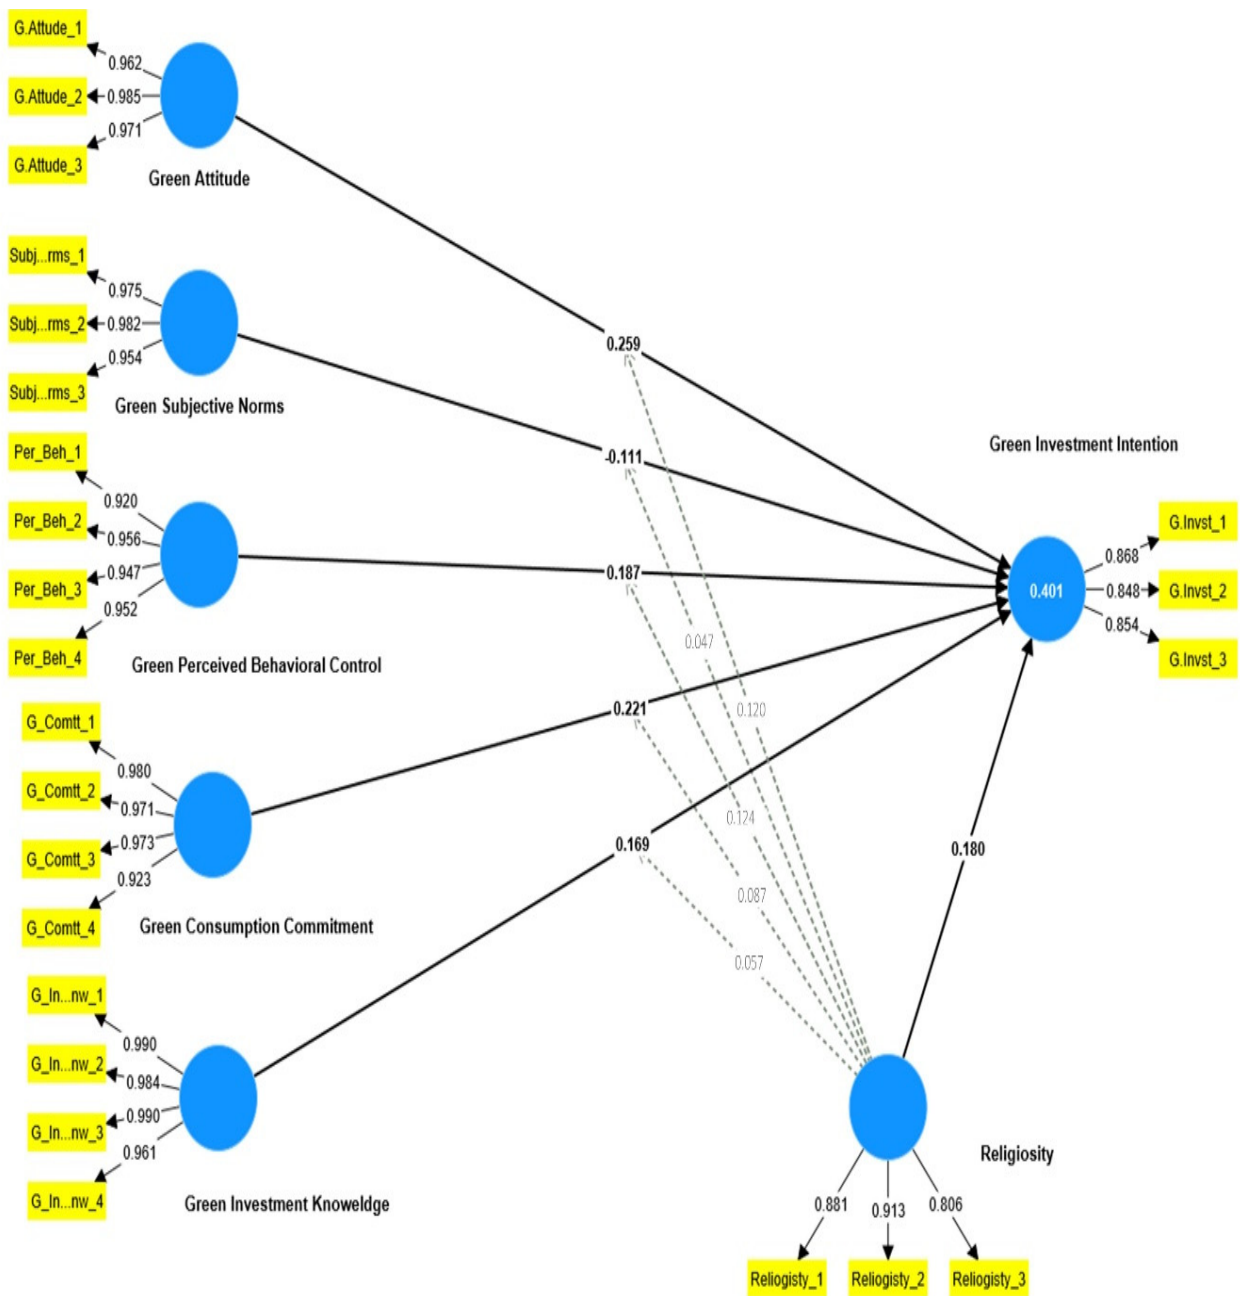 G.Attude_1
0.962
G.Attude_2
0.985
0.971
G.Attude_3
Green Attitude
Subj...rms_1
0.975
Subj...rms_2
0.982
0.954
Subj...rms_3
Green Subjective Norms
Per_Beh_1
0.920
Per_Beh_2
0.956
0.947
Per_Beh_3
0.952
Per_Beh_4
Green Perceived Behavioral Control
G_Comtt_1
0.980
G_Comtt_2
0.971
0.973
G_Comtt_3
0.923
G_Comtt_4
Green Consumption Commitment
G_In...nw_1
0.990
G_In...nw_2
0.984
0.990
G_In...nw_3
0.961
G_In...nw_4
Green Investment Knoweldge
0.259
-0.111
0.187
0.221
0.169
0.047
0.120
0.124
0.087
0.057
0.180
Green Investment Intention
0.401
G.Invst_1
0.868
0.848
G.Invst_2
0.854
G.Invst_3
Religiosity
0.881
0.913
0.806
Reliogisty_1
Reliogisty_2
Reliogisty_3